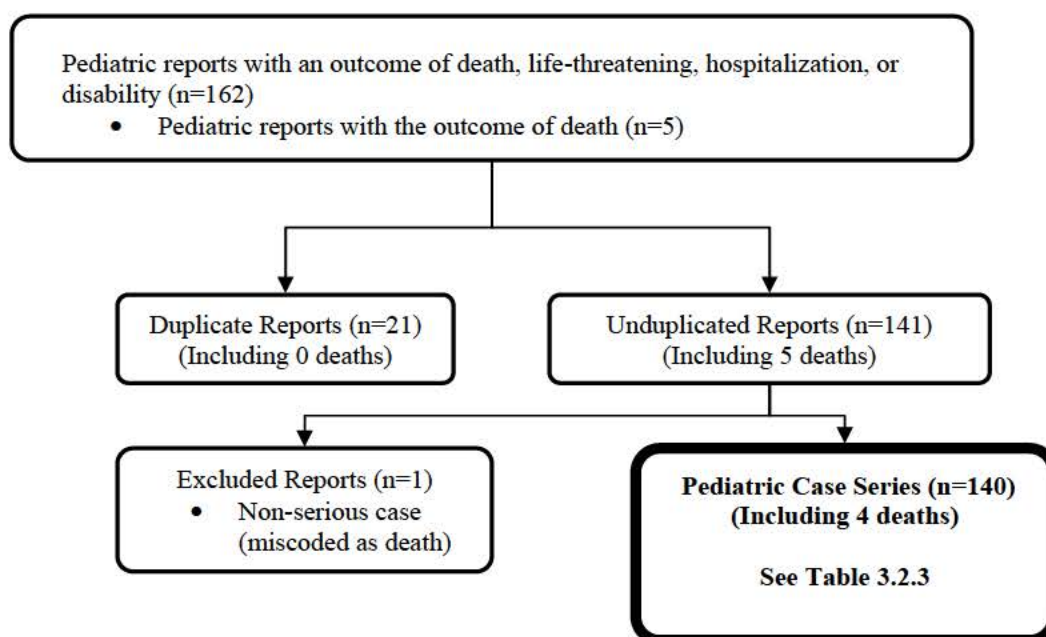 Pediatric reports with an outcome of death, life-threatening, hospitalization, or
disability (n=162)
• Pediatric reports with the outcome of death (n=5)
Duplicate Reports (n=21)
(Including 0 deaths)
Unduplicated Reports (n=141)
(Including 5 deaths)
Excluded Reports (n=1)
• Non-serious case
(miscoded as death)
Pediatric Case Series (n=140)
(Including 4 deaths)
See Table 3.2.3